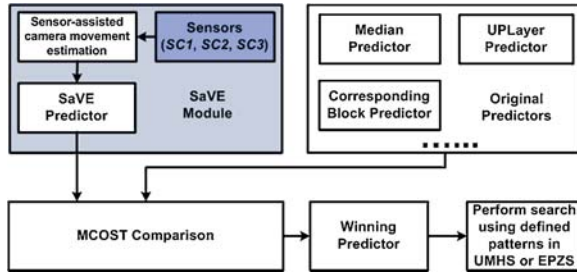 Sensor-assisted
camera movement
estimation
Sensors
(SC1, SC2, SC3)
SaVE
Predictor
SaVE
Module
Median
Predictor
UPLayer
Predictor
Corresponding
Block Predictor
Original
Predictors
......
MCOST Comparison
Winning
Predictor
Perform search
using defined
patterns in
UMHS or EPZS